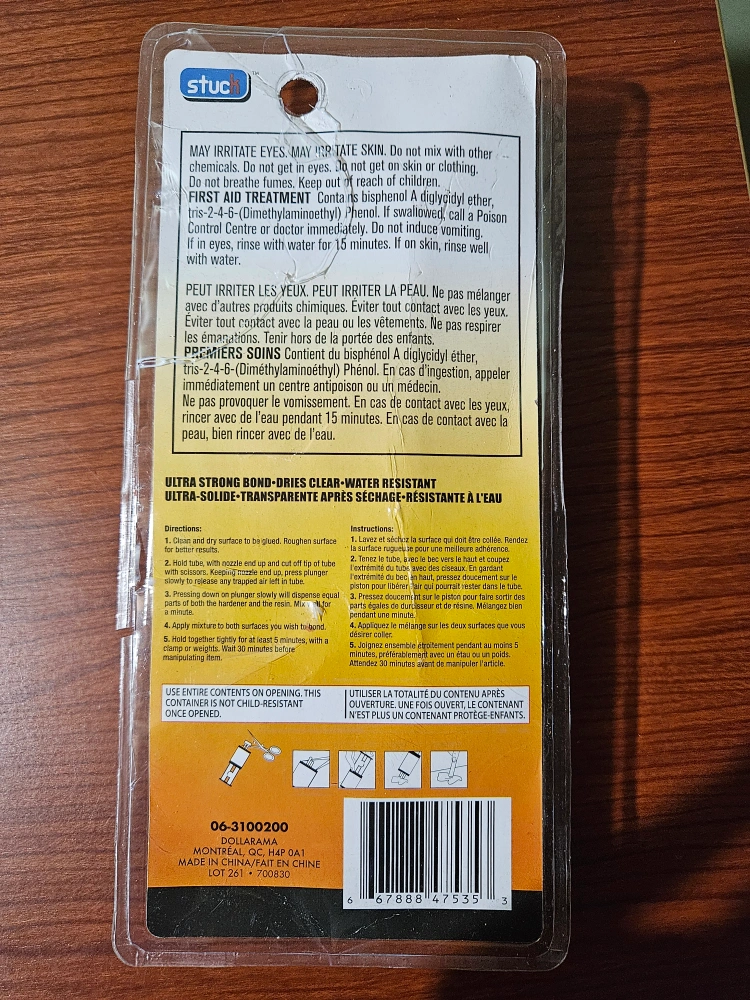 stuck™
MAY IRRITATE EYES. MAY IRRITATE SKIN. Do not mix with other
chemicals. Do not get in eyes. Do not get on skin or clothing.
Do not breathe fumes. Keep out of reach of children.
FIRST AID TREATMENT Contains bisphenol A diglycidyl ether,
tris-2-4-6-(Dimethylaminoethyl) Phenol. If swallowed, call a Poison
Control Centre or doctor immediately. Do not induce vomiting.
If in eyes, rinse with water for 15 minutes. If on skin, rinse well
with water.
PEUT IRRITER LES YEUX. PEUT IRRITER LA PEAU. Ne pas mélanger
avec d'autres produits chimiques. Éviter tout contact avec les yeux.
Éviter tout contact avec la peau ou les vêtements. Ne pas respirer
les émanations. Tenir hors de la portée des enfants.
PREMIERS SOINS Contient du bisphénol A diglycidyl éther,
tris-2-4-6-(Diméthylaminoéthyl) Phénol. En cas d'ingestion, appeler
immédiatement un centre antipoison ou un médecin.
Ne pas provoquer le vomissement. En cas de contact avec les yeux,
rincer avec de l'eau pendant 15 minutes. En cas de contact avec la
peau, bien rincer avec de l'eau.
ULTRA STRONG BOND•DRIES CLEAR•WATER RESISTANT
ULTRA-SOLIDE•TRANSPARENTE APRÈS SÉCHAGE•RÉSISTANTE À L'EAU
Directions:
1. Clean and dry surface to be glued. Roughen surface
for better results.
2. Hold tube, with nozzle end up and cut off tip of tube
with scissors. Keeping nozzle end up, press plunger
slowly to release any trapped air left in tube.
3. Pressing down on plunger slowly will dispense equal
parts of both the hardener and the resin. Mix well for
a minute.
4. Apply mixture to both surfaces you wish to bond.
5. Hold together tightly for at least 5 minutes, with a
clamp or weights. Wait 30 minutes before
manipulating item.
Instructions:
1. Lavez et séchez la surface qui doit être collée. Rendez
la surface rugueuse pour une meilleure adhérence.
2. Tenez le tube, avec le bec vers le haut et coupez
l'extrémité du tube avec des ciseaux. En gardant
l'extrémité du bec en haut, pressez doucement sur le
piston pour libérer l'air qui pourrait rester dans le tube.
3. Pressez doucement sur le piston pour faire sortir des
parts égales de durcisseur et de résine. Mélangez bien
pendant une minute.
4. Appliquez le mélange sur les deux surfaces que vous
désirer coller.
5. Joignez ensemble étroitement pendant au moins 5
minutes, préférablement avec un étau ou un poids.
Attendez 30 minutes avant de manipuler l'article.
USE ENTIRE CONTENTS ON OPENING. THIS
CONTAINER IS NOT CHILD-RESISTANT
ONCE OPENED.
UTILISER LA TOTALITÉ DU CONTENU APRÈS
OUVERTURE. UNE FOIS OUVERT, LE CONTENANT
N'EST PLUS UN CONTENANT PROTÈGE-ENFANTS.
06-3100200
DOLLARAMA
MONTRÉAL, QC, H4P 0A1
MADE IN CHINA/FAIT EN CHINE
LOT 261 • 700830
6 67888 47535 3